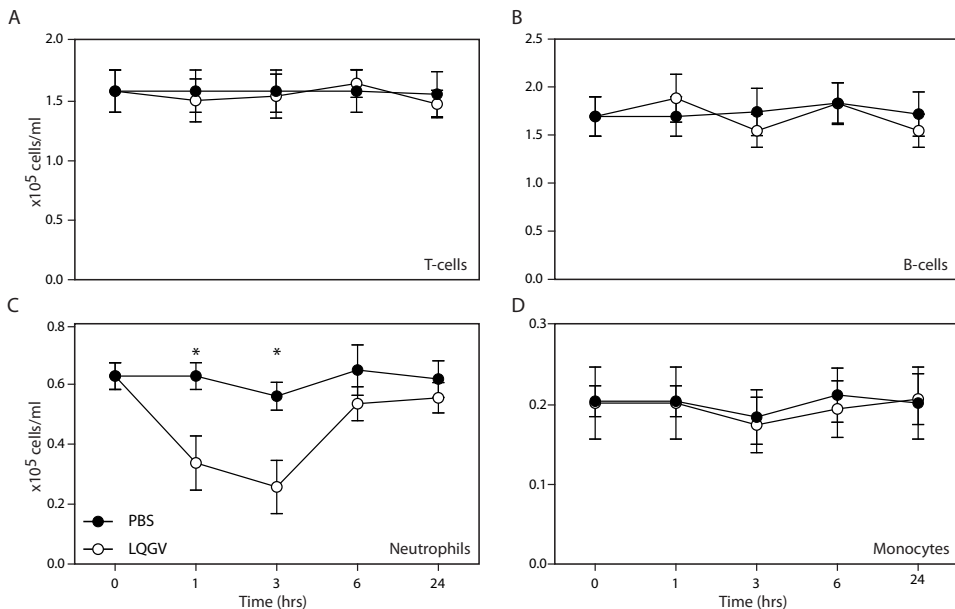 A
2.0
1.5
1.0
0.5
0.0
x10⁵ cells/ml
T-cells
B
2.5
2.0
1.5
1.0
0.5
0.0
B-cells
C
0.8
0.6
0.4
0.2
0.0
x10⁵ cells/ml
* *
PBS
LQGV
Neutrophils
0 1 3 6 24
Time (hrs)
D
0.3
0.2
0.1
0.0
Monocytes
0 1 3 6 24
Time (hrs)